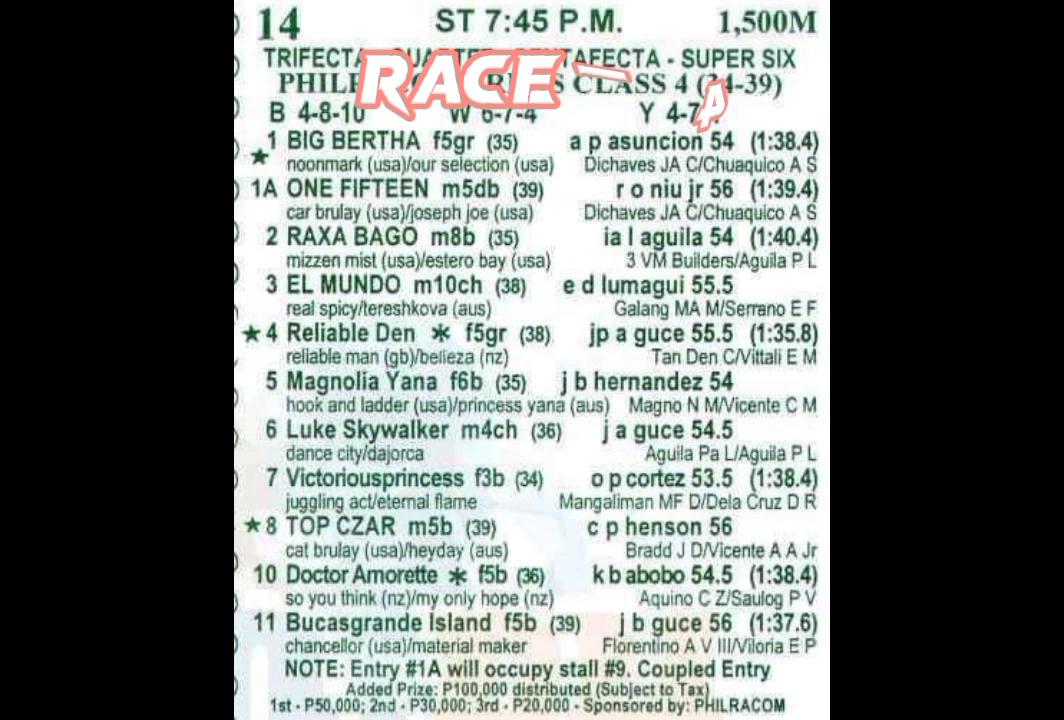 14 ST 7:45 P.M. 1,500M
TRIFECTA - SUPER SIX
RACE
CLASS 4
B 4-8-10 W 6-7-4 Y
1 BIG BERTHA f5gr (35) a p asuncion 54 (1:38.4)
★ noonmark (usa)/our selection (usa) Dichaves JA C/Chuaquico A S
1A ONE FIFTEEN m5db (39) r o niu jr 56 (1:39.4)
car brulay (usa)/joseph joe (usa) Dichaves JA C/Chuaquico A S
2 RAXA BAGO m8b (35) ia l aguila 54 (1:40.4)
mizzen mist (usa)/estero bay (usa) 3 VM Builders/Aguila P L
3 EL MUNDO m10ch (38) e d lumagui 55.5
real spicy/tereshkova (aus) Galang MA M/Serrano E F
★ 4 Reliable Den * f5gr (38) jp a guce 55.5 (1:35.8)
reliable man (gb)/belleza (nz) Tan Den C/Vittali E M
5 Magnolia Yana f6b (35) j b hernandez 54
hook and ladder (usa)/princess yana (aus) Magno N M/Vicente C M
6 Luke Skywalker m4ch (36) j a guce 54.5
dance city/dajorca Aguila Pa L/Aguila P L
7 Victoriousprincess f3b (34) o p cortez 53.5 (1:38.4)
juggling act/eternal flame Mangaliman MF D/Dela Cruz D R
★ 8 TOP CZAR m5b (39) c p henson 56
cat brulay (usa)/heyday (aus) Bradd J D/Vicente A A Jr
10 Doctor Amorette * f5b (36) k b abobo 54.5 (1:38.4)
so you think (nz)/my only hope (nz) Aquino C Z/Saulog P V
11 Bucasgrande Island f5b (39) j b guce 56 (1:37.6)
chancellor (usa)/material maker Florentino A V III/Viloria E P
NOTE: Entry #1A will occupy stall #9. Coupled Entry
Added Prize: P100,000 distributed (Subject to Tax)
1st - P50,000; 2nd - P30,000; 3rd - P20,000 - Sponsored by: PHILRACOM